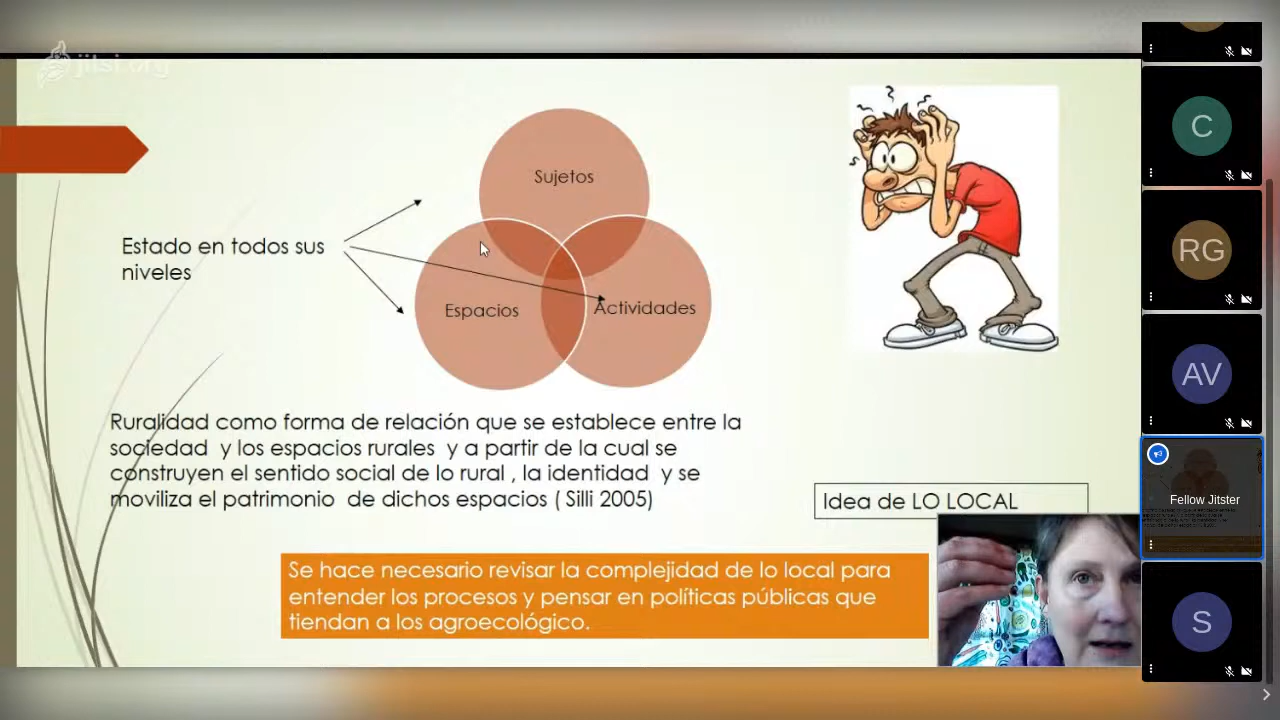 jitsi.org
Sujetos
Estado en todos sus
niveles
Espacios
Actividades
Ruralidad como forma de relación que se establece entre la
sociedad y los espacios rurales y a partir de la cual se
construyen el sentido social de lo rural , la identidad y se
moviliza el patrimonio de dichos espacios ( Silli 2005)
Idea de LO LOCAL
Se hace necesario revisar la complejidad de lo local para
entender los procesos y pensar en políticas públicas que
tiendan a los agroecológico.
C
RG
AV
Fellow Jitster
S